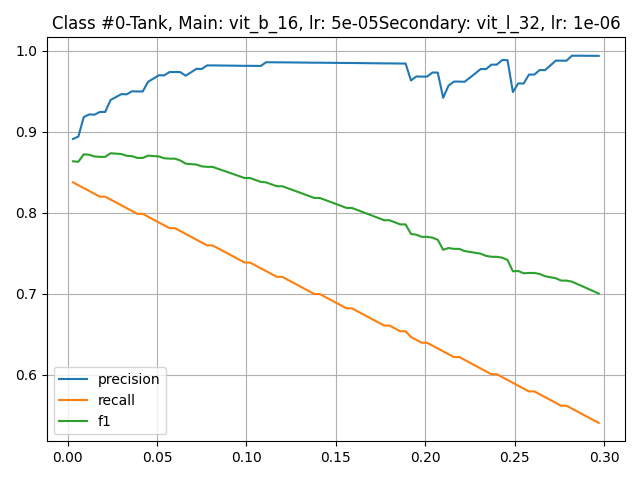 Class #0-Tank, Main: vit_b_16, lr: 5e-05Secondary: vit_l_32, lr: 1e-06
1.0
0.9
0.8
0.7
0.6
precision
recall
f1
0.00 0.05 0.10 0.15 0.20 0.25 0.30